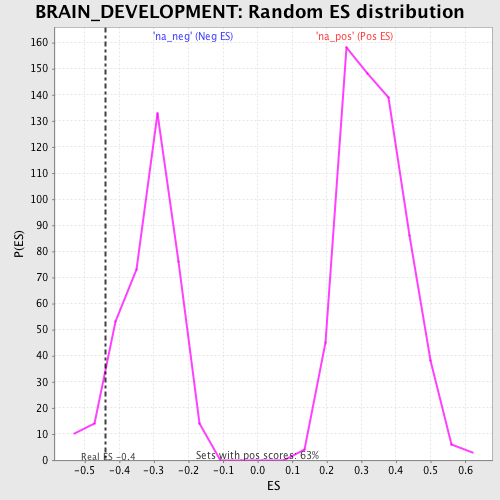 BRAIN_DEVELOPMENT: Random ES distribution
'na_neg' (Neg ES)
'na_pos' (Pos ES)
160
150
140
130
120
110
100
90
80
70
60
50
40
30
20
10
0
P(ES)
Real ES -0.4
Sets with pos scores: 63%
-0.5 -0.4 -0.3 -0.2 -0.1 0.0 0.1 0.2 0.3 0.4 0.5 0.6
ES